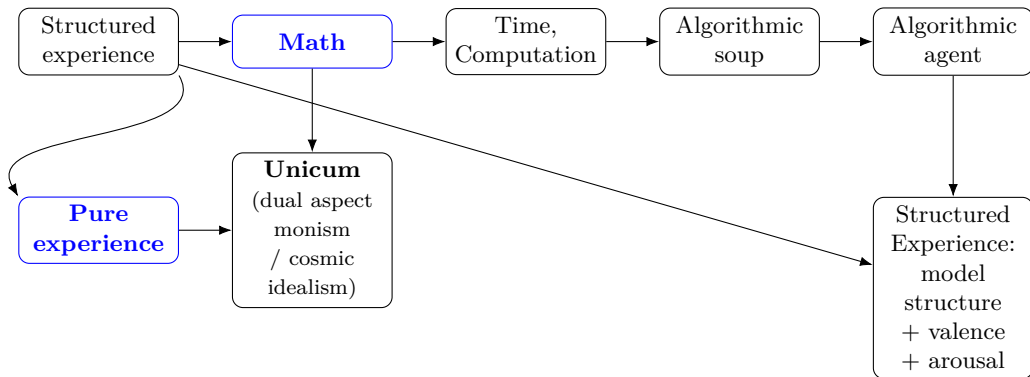 Structured
experience
Math
Time,
Computation
Algorithmic
soup
Algorithmic
agent
Pure
experience
Unicum
(dual aspect
monism
/ cosmic
idealism)
Structured
Experience:
model
structure
+ valence
+ arousal